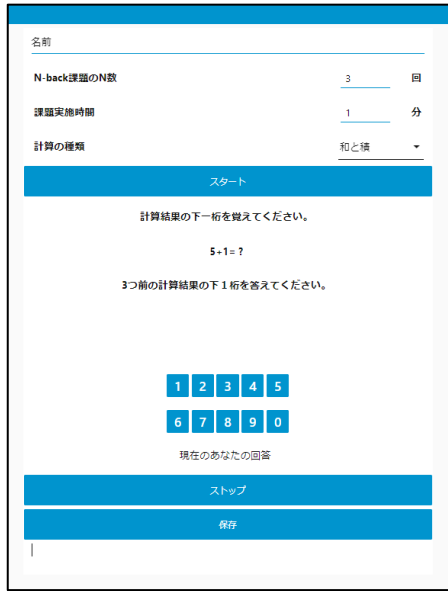 名前
N-back課題のN数 3 回
課題実施時間 1 分
計算の種類 和と積
スタート
計算結果の下一桁を覚えてください。
5+1= ?
3つ前の計算結果の下１桁を答えてください。
1 2 3 4 5
6 7 8 9 0
現在のあなたの回答
ストップ
保存